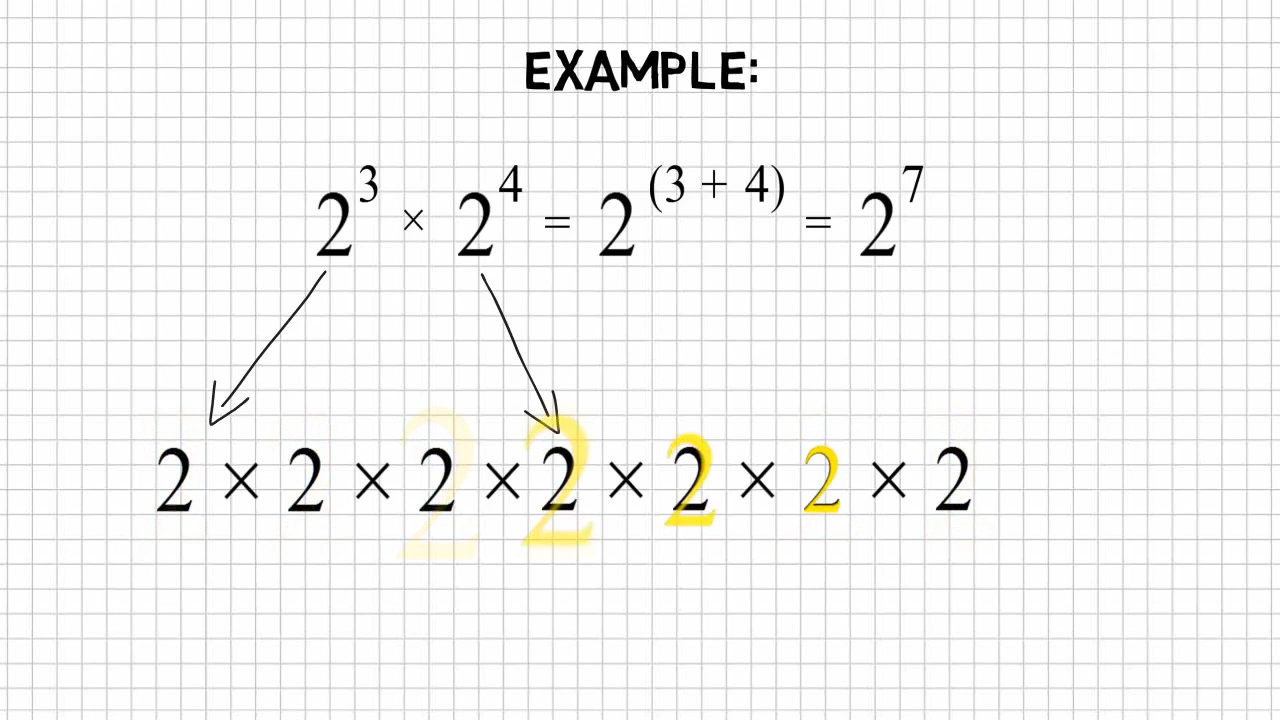 EXAMPLE:
2³ × 2⁴ = 2⁽³ ⁺ ⁴⁾ = 2⁷
2 × 2 × 2 × 2 × 2 × 2 × 2